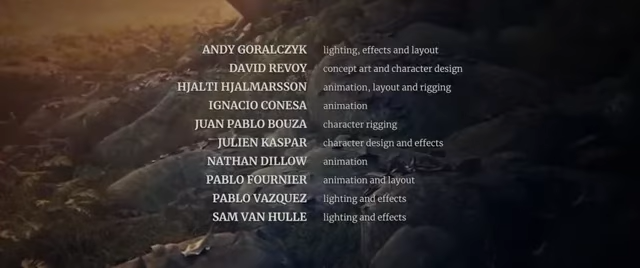 ANDY GORALCZYK lighting, effects and layout
DAVID REVOY concept art and character design
HJALTI HJALMARSSON animation, layout and rigging
IGNACIO CONESA animation
JUAN PABLO BOUZA character rigging
JULIEN KASPAR character design and effects
NATHAN DILLOW animation
PABLO FOURNIER animation and layout
PABLO VAZQUEZ lighting and effects
SAM VAN HULLE lighting and effects